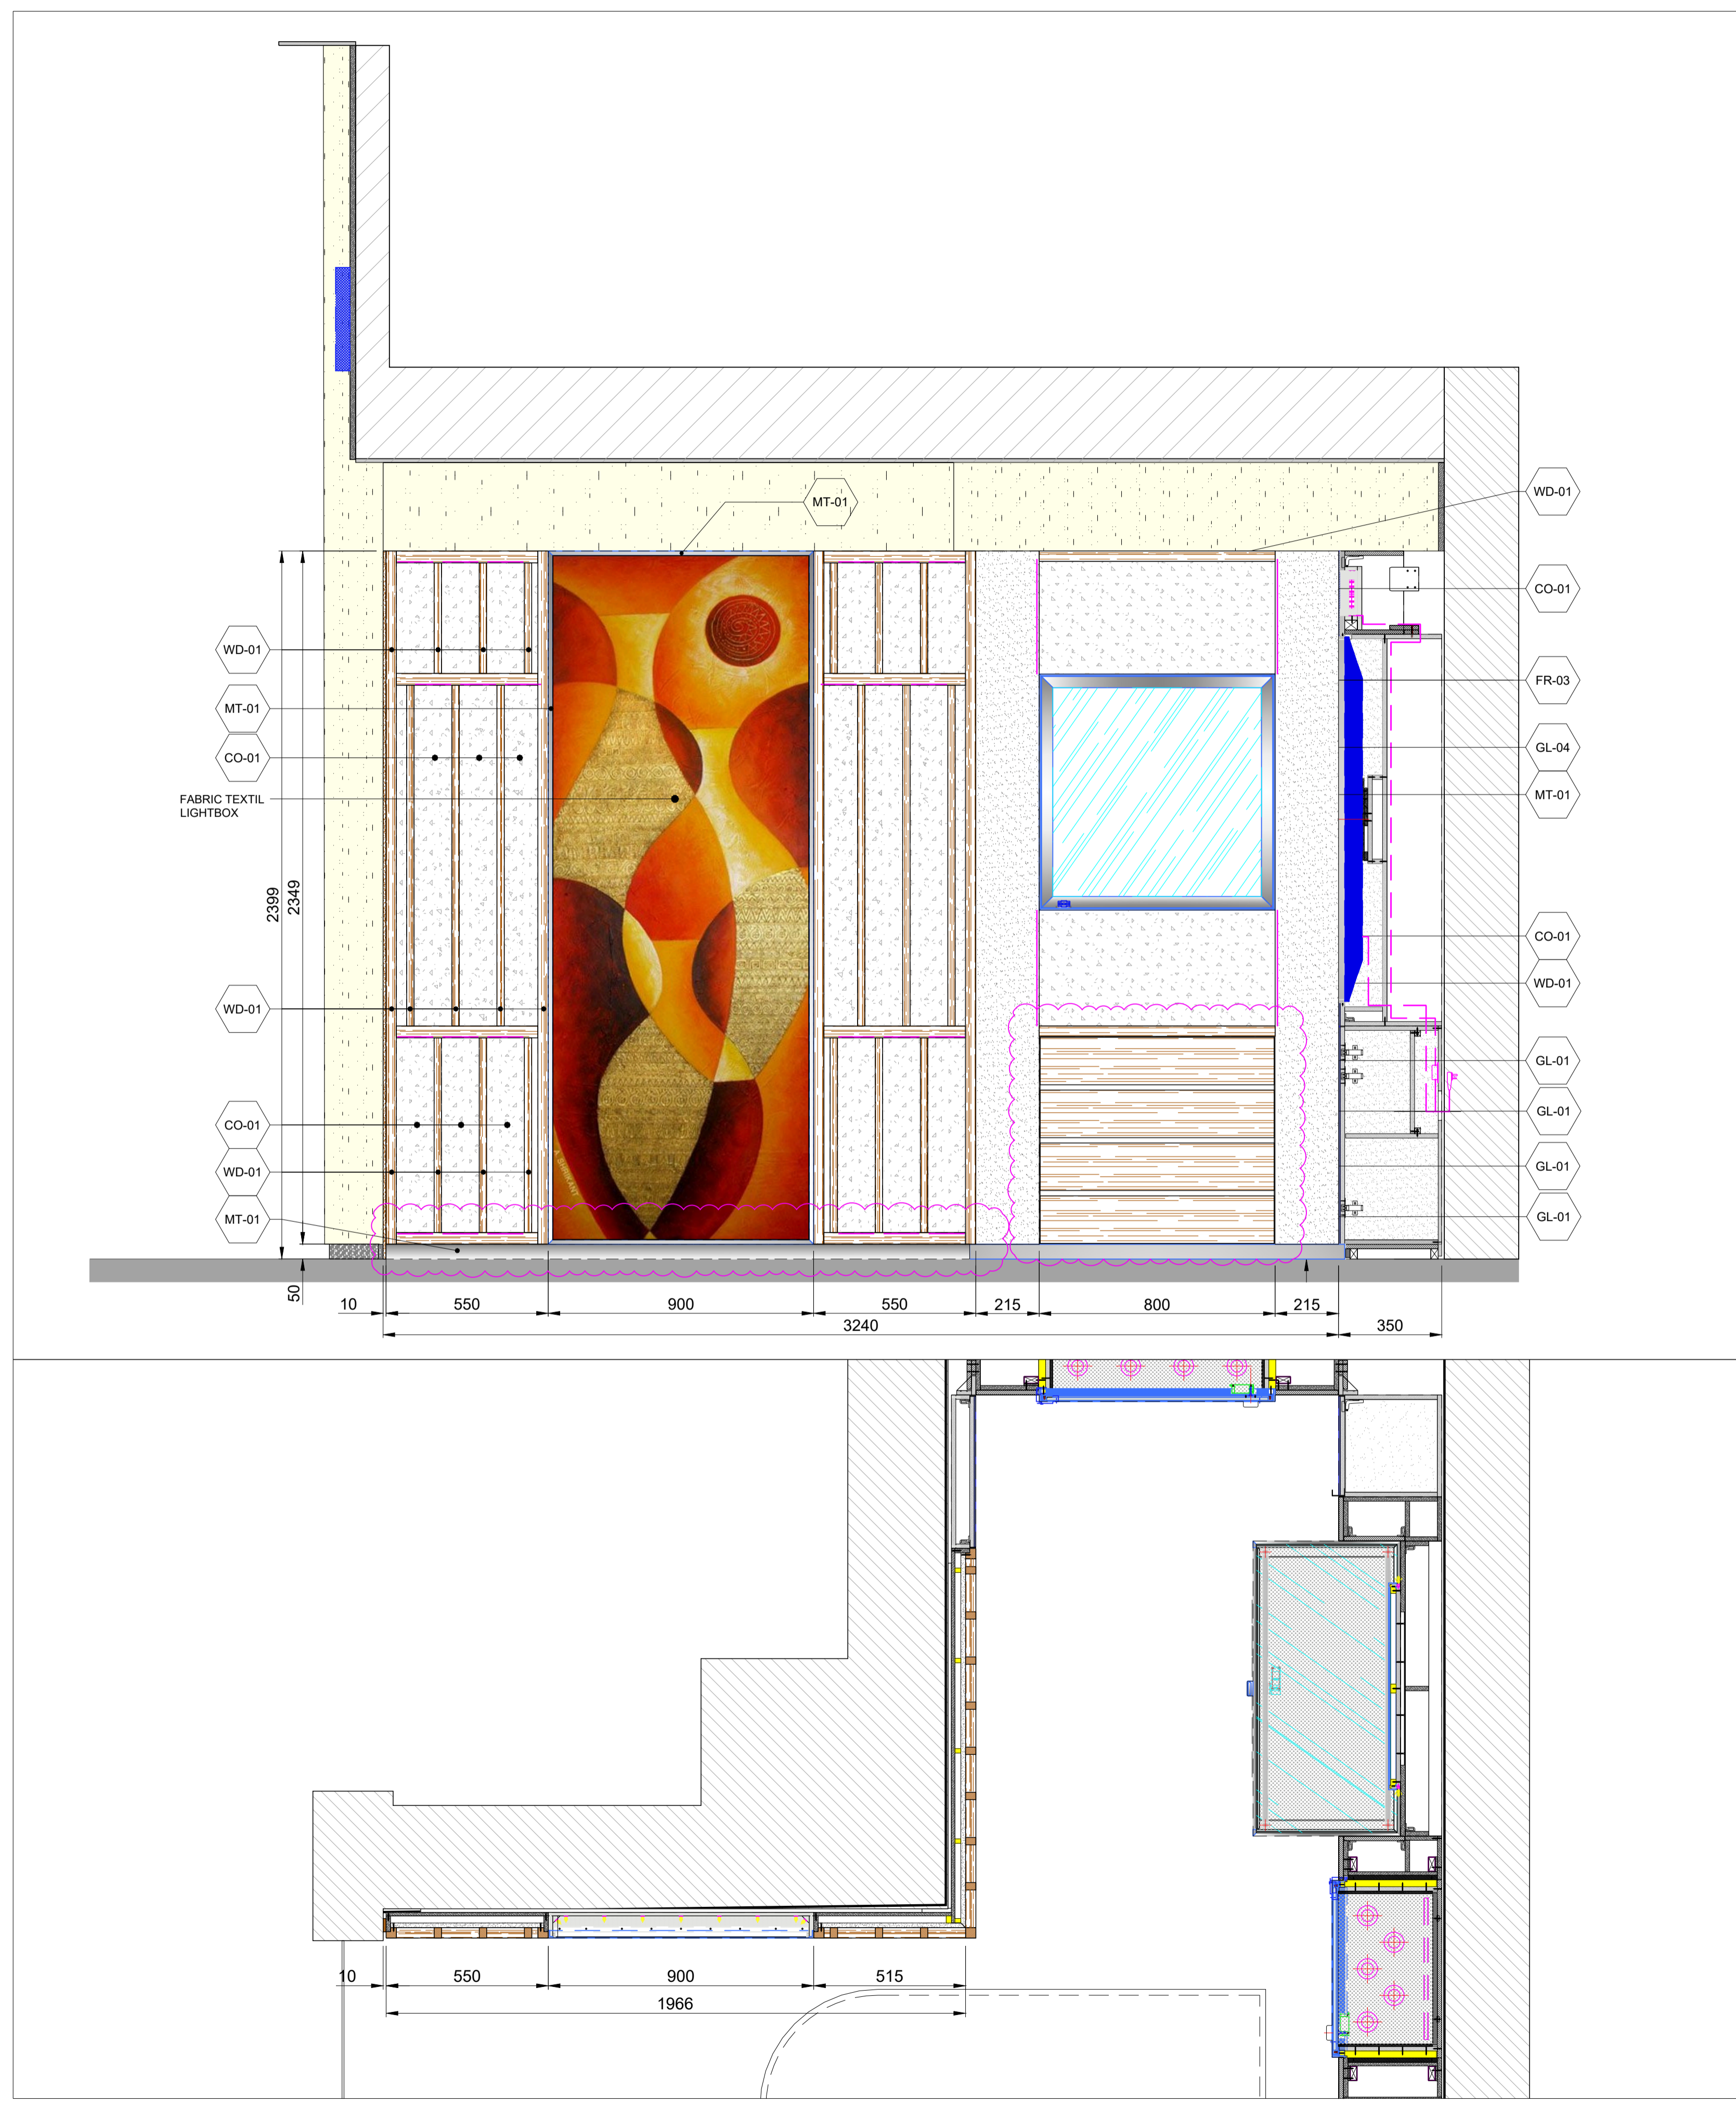 MT-01
WD-01
CO-01
WD-01
FR-03
MT-01
GL-04
CO-01
MT-01
FABRIC TEXTIL
LIGHTBOX
2399
2349
CO-01
WD-01
WD-01
GL-01
CO-01
GL-01
WD-01
GL-01
MT-01
GL-01
A.SHRIKANT
50
10
550
900
550
215
800
215
3240
350
10
550
900
515
1966